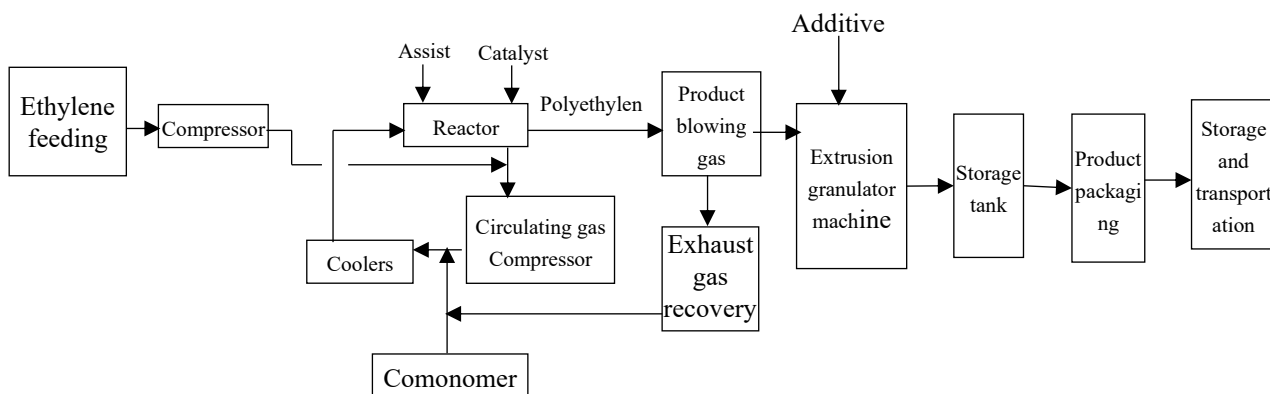 Additive
Assist
Catalyst
Ethylene
feeding
Compressor
Reactor
Polyethylen
Product
blowing
gas
Extrusion
granulator
machine
Storage
tank
Product
packagi
ng
Storage
and
transport
ation
Circulating gas
Compressor
Coolers
Exhaust
gas
recovery
Comonomer